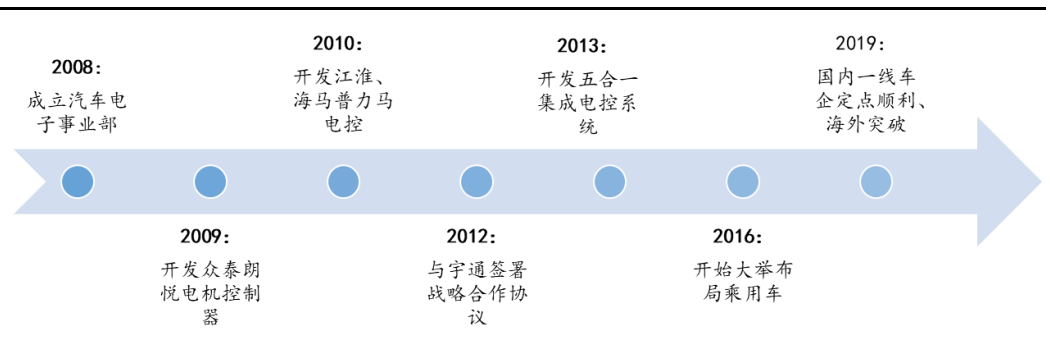 2008：
成立汽车电
子事业部
2009：
开发众泰朗
悦电机控制
器
2010：
开发江淮、
海马普力马
电控
2012：
与宇通签署
战略合作协
议
2013：
开发五合一
集成电控系
统
2016：
开始大举布
局乘用车
2019：
国内一线车
企定点顺利、
海外突破